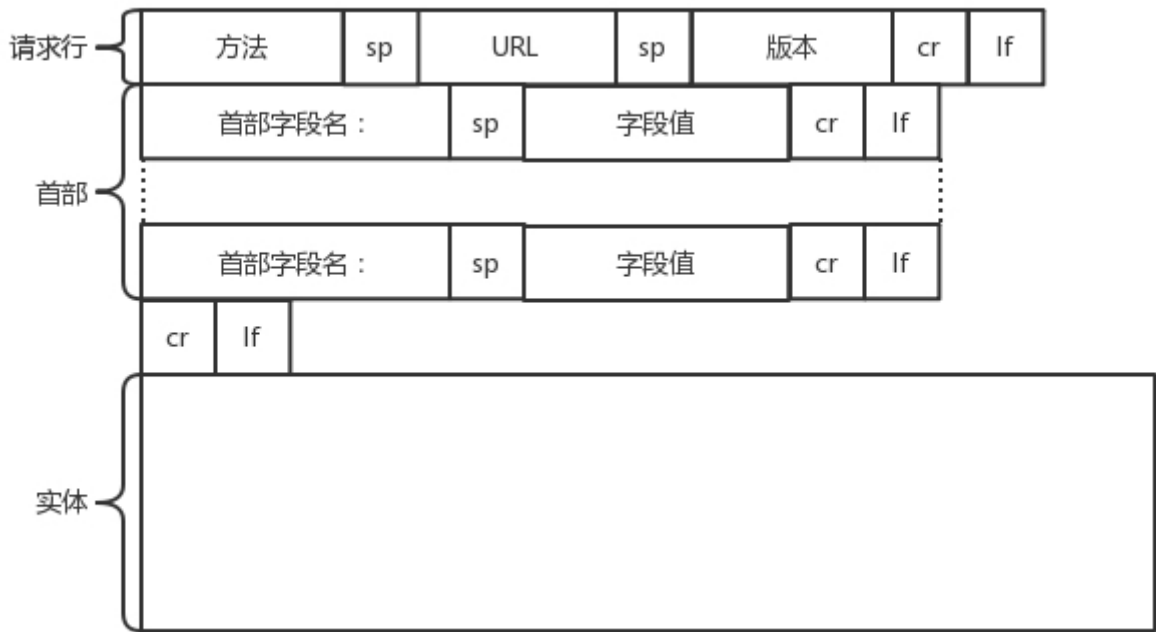 请求行 方法 sp URL sp 版本 cr lf
首部字段名： sp 字段值 cr lf
首部
首部字段名： sp 字段值 cr lf
cr lf
实体